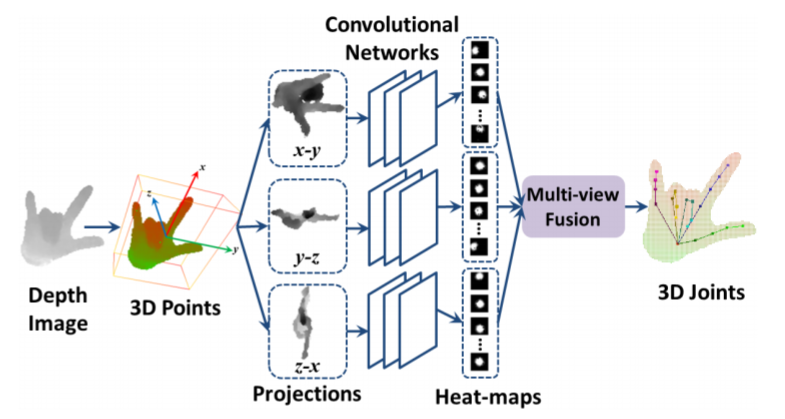 Convolutional
Networks
x-y
x
z
y
y-z
Multi-view
Fusion
Depth
Image
3D Points
z-x
3D Joints
Projections
Heat-maps